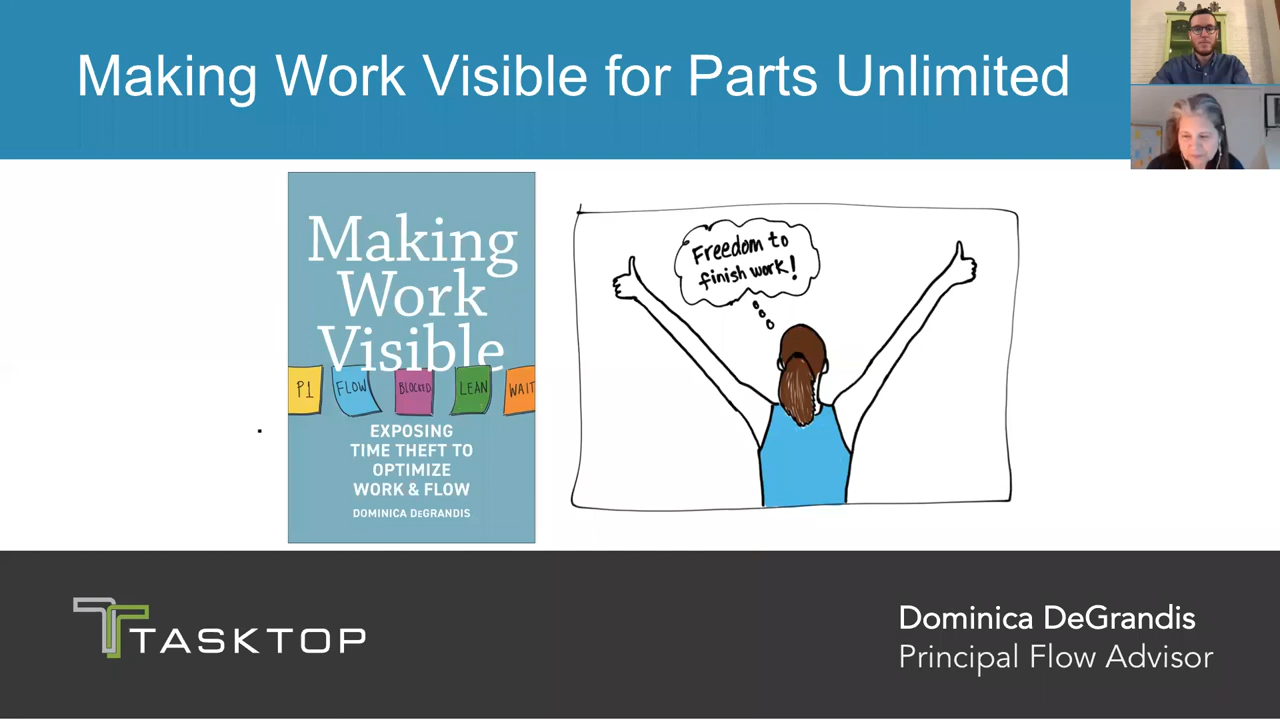 Making Work Visible for Parts Unlimited
Making
Work
Visible
P1
FLOW
BLOCKED
LEAN
WAIT
EXPOSING
TIME THEFT TO
OPTIMIZE
WORK & FLOW
DOMINICA DEGRANDIS
Freedom to
finish work!
TASKTOP
Dominica DeGrandis
Principal Flow Advisor